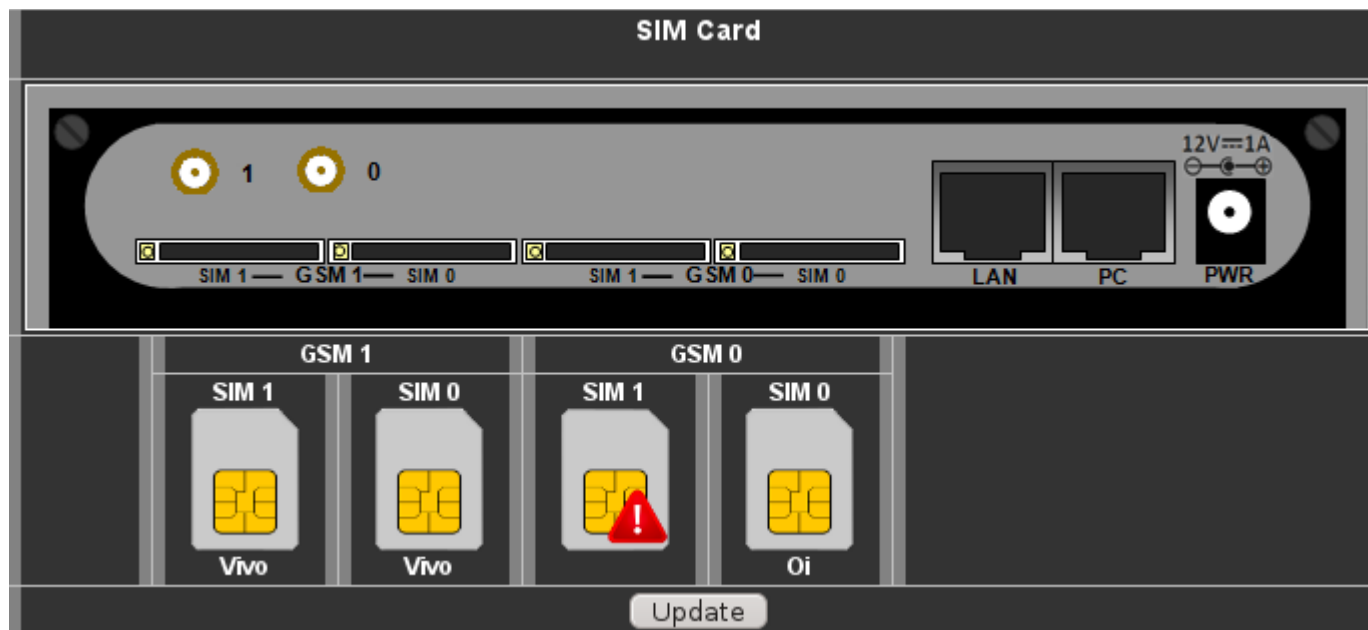 SIM Card
12V⎓1A
1 0
SIM 1 GSM 1 SIM 0 SIM 1 GSM 0 SIM 0
LAN PC PWR
GSM 1 GSM 0
SIM 1 SIM 0 SIM 1 SIM 0
!
Vivo Vivo Oi
Update